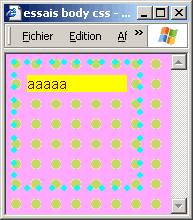 essais body css - ...
Fichier Edition Af »
aaaaa